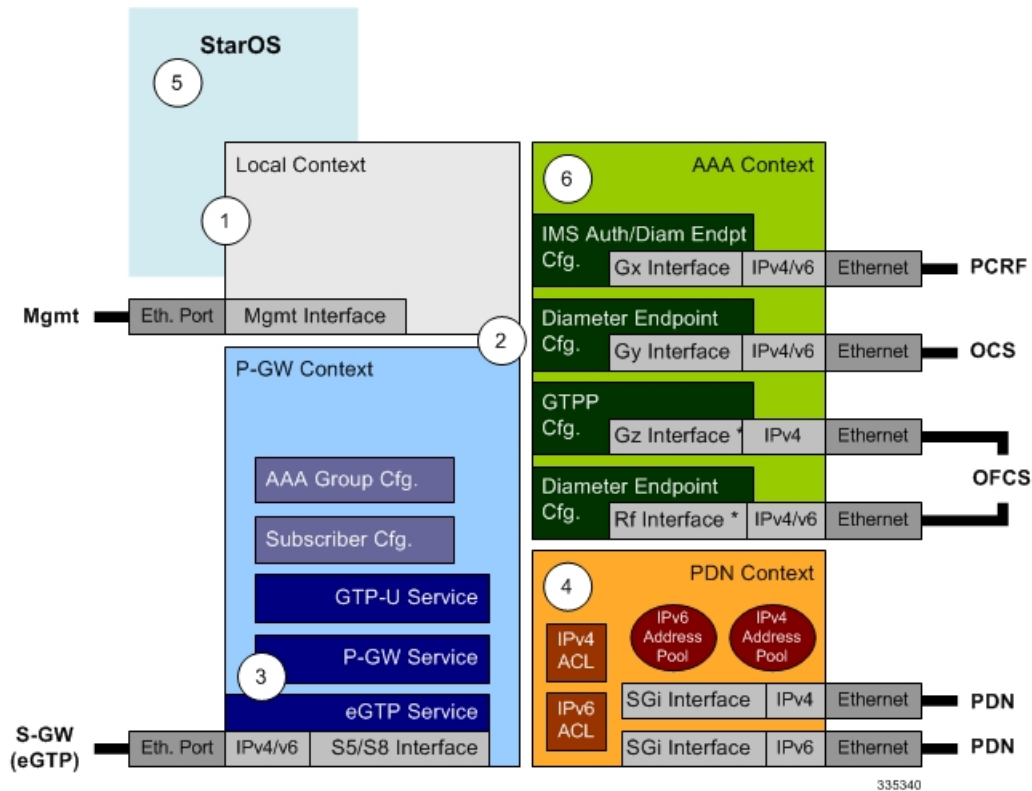 StarOS
5
Local Context
1
Mgmt
Eth. Port
Mgmt Interface
2
P-GW Context
AAA Group Cfg.
Subscriber Cfg.
GTP-U Service
P-GW Service
3
eGTP Service
S-GW
(eGTP)
Eth. Port
IPv4/v6
S5/S8 Interface
6
AAA Context
IMS Auth/Diam Endpt
Cfg.
Gx Interface
IPv4/v6
Ethernet
PCRF
Diameter Endpoint
Cfg.
Gy Interface
IPv4/v6
Ethernet
OCS
GTPP
Cfg.
Gz Interface *
IPv4
Ethernet
OFCS
Diameter Endpoint
Cfg.
Rf Interface *
IPv4/v6
Ethernet
PDN Context
4
IPv6
Address
Pool
IPv4
Address
Pool
IPv4
ACL
IPv6
ACL
SGi Interface
IPv4
Ethernet
PDN
SGi Interface
IPv6
Ethernet
PDN
335340